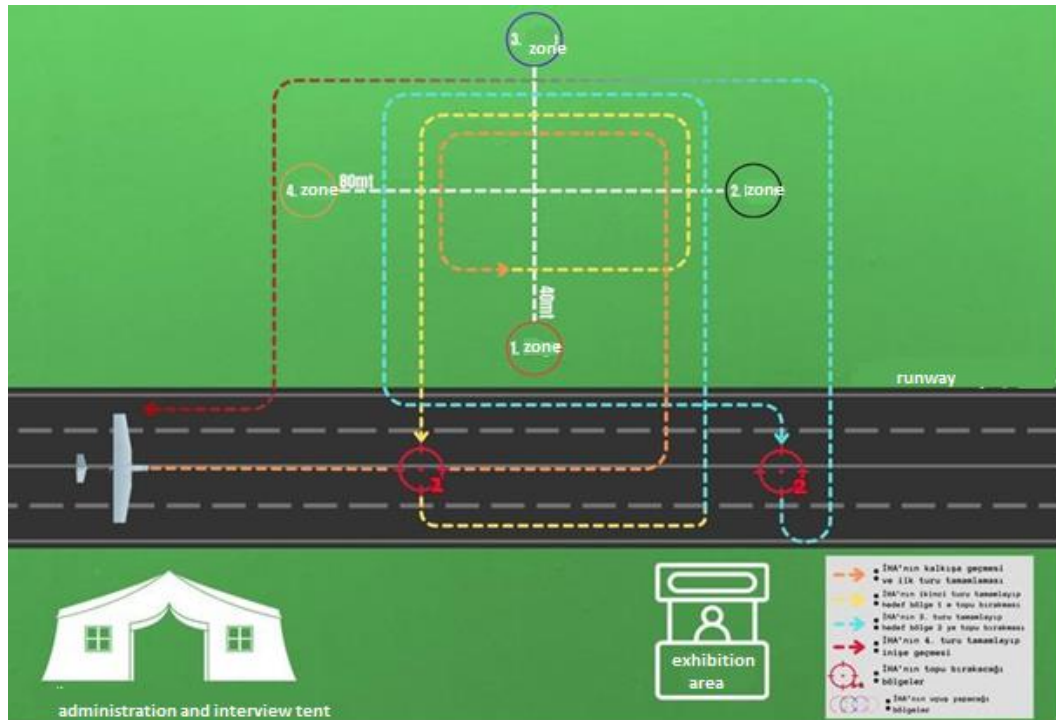 3. zone
4. zone
80mt
2. zone
40mt
1. zone
runway
1
2
İHA'nın kalkışa geçmesi
ve ilk turu tamamlaması
İHA'nın ikinci turu tamamlayıp
hedef bölge 1 e topu bırakması
İHA'nın 3. turu tamamlayıp
hedef bölge 2 ye topu bırakması
İHA'nın 4. turu tamamlayıp
inişe geçmesi
İHA'nın topu bırakacağı
bölgeler
İHA'nın uçuş yapacağı
bölgeler
exhibition
area
administration and interview tent